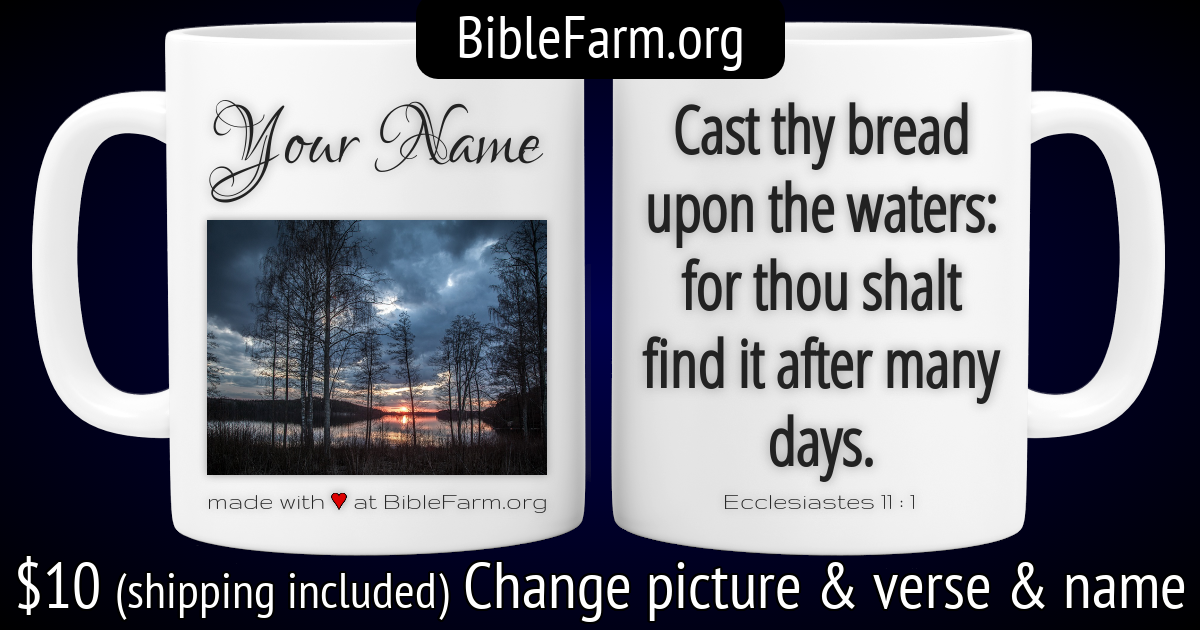 BibleFarm.org
Your Name
made with ♥ at BibleFarm.org
Cast thy bread
upon the waters:
for thou shalt
find it after many
days.
Ecclesiastes 11 : 1
$10 (shipping included) Change picture & verse & name